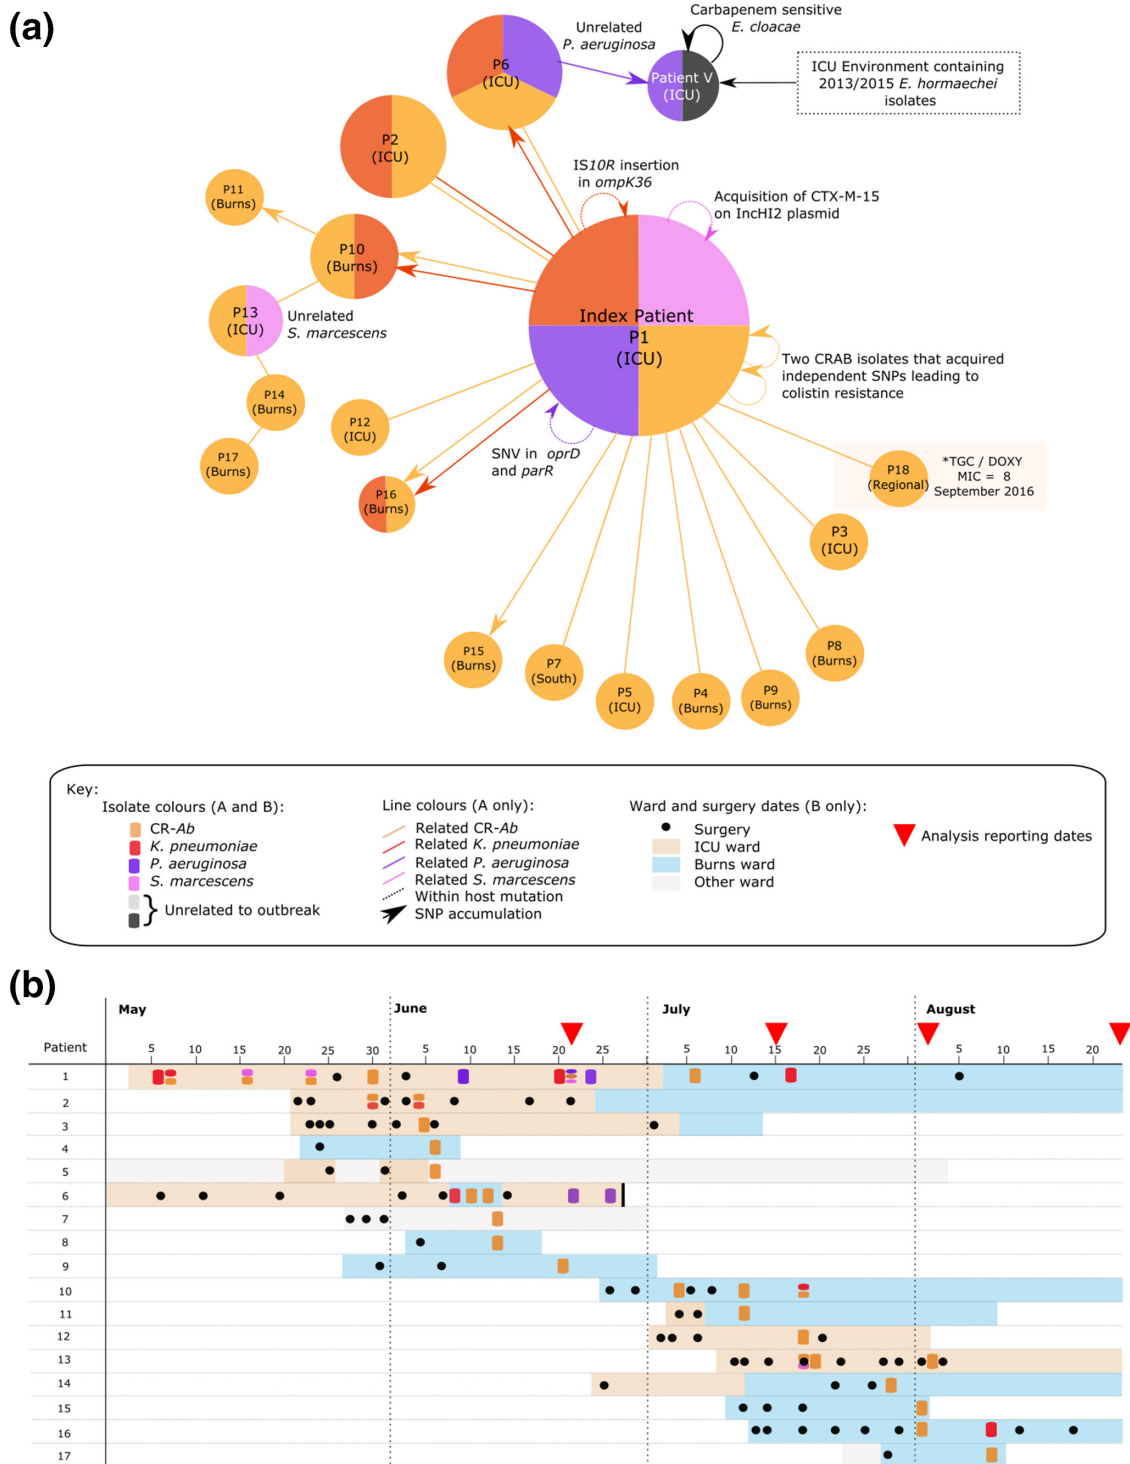 (a)
Carbapenem sensitive
E. cloacae
Unrelated
P. aeruginosa
P6
(ICU)
Patient V
(ICU)
ICU Environment containing
2013/2015 E. hormaechei
isolates
P2
(ICU)
IS10R insertion
in ompK36
Acquisition of CTX-M-15
on IncHI2 plasmid
P11
(Burns)
P10
(Burns)
P13
(ICU)
Unrelated
S. marcescens
Index Patient
P1
(ICU)
Two CRAB isolates that acquired
independent SNPs leading to
colistin resistance
P14
(Burns)
P12
(ICU)
P17
(Burns)
SNV in oprD
and parR
P16
(Burns)
P18
(Regional)
*TGC / DOXY
MIC = 8
September 2016
P3
(ICU)
P15
(Burns)
P7
(South)
P5
(ICU)
P4
(Burns)
P9
(Burns)
P8
(Burns)
Key:
Isolate colours (A and B):
CR-Ab
K. pneumoniae
P. aeruginosa
S. marcescens
} Unrelated to outbreak
Line colours (A only):
Related CR-Ab
Related K. pneumoniae
Related P. aeruginosa
Related S. marcescens
Within host mutation
SNP accumulation
Ward and surgery dates (B only):
Surgery
ICU ward
Burns ward
Other ward
Analysis reporting dates
(b)
May June July August
Patient 5 10 15 20 25 30 5 10 15 20 25 5 10 15 20 25 5 10 15 20
1
2
3
4
5
6
7
8
9
10
11
12
13
14
15
16
17